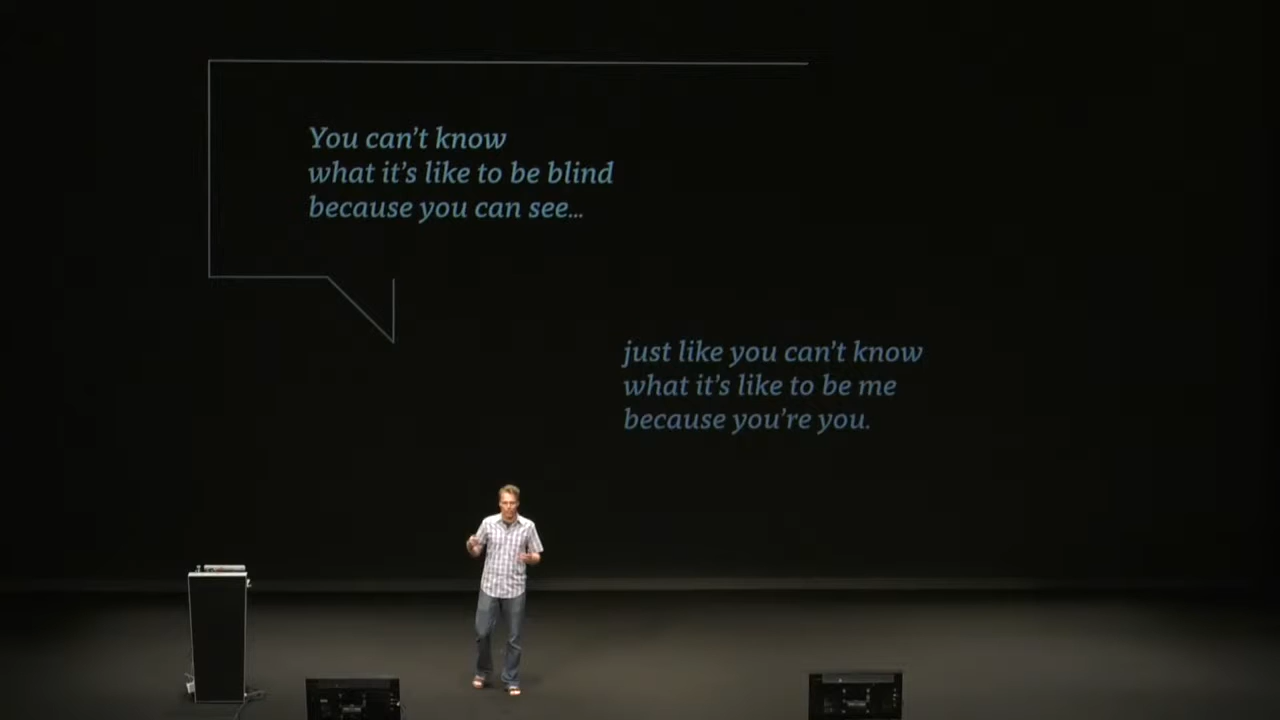 You can't know
what it's like to be blind
because you can see...
just like you can't know
what it's like to be me
because you're you.